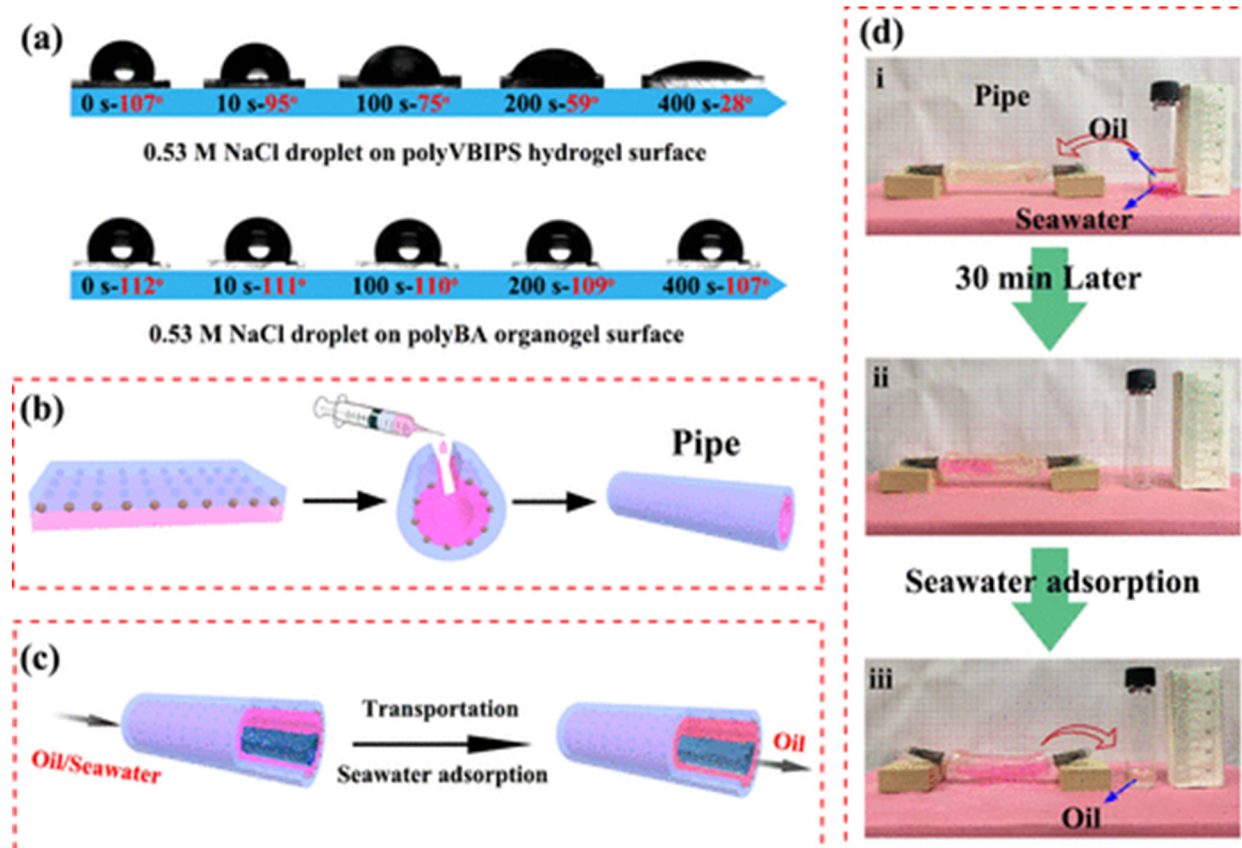 (a)
0 s-107° 10 s-95° 100 s-75° 200 s-59° 400 s-28°
0.53 M NaCl droplet on polyVBIPS hydrogel surface
0 s-112° 10 s-111° 100 s-110° 200 s-109° 400 s-107°
0.53 M NaCl droplet on polyBA organogel surface
(b)
Pipe
(c)
Oil/Seawater
Transportation
Seawater adsorption
Oil
(d)
i
Pipe
Oil
Seawater
30 min Later
ii
Seawater adsorption
iii
Oil